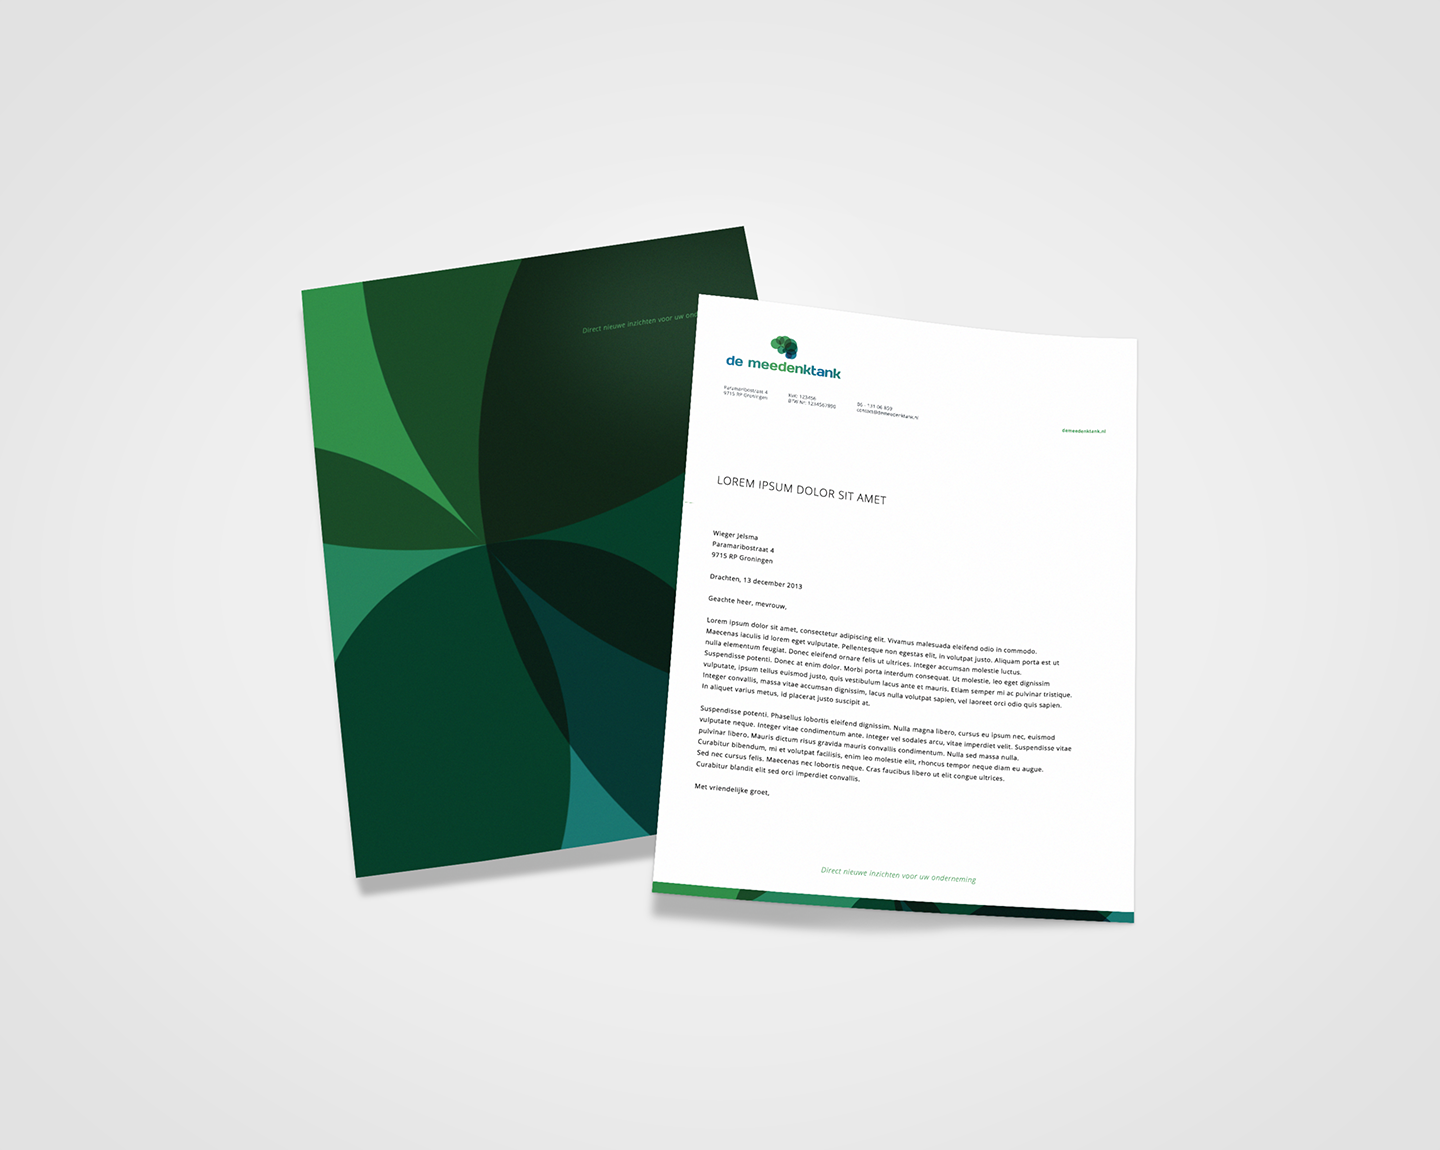 Direct nieuwe inzichten voor uw
de meedenktank
Paramaribostraat 4
9715 RP Groningen
KvK: 123456
BTW Nr: 1234567890
contact@demeedenktank.nl
demeedenktank.nl
LOREM IPSUM DOLOR SIT AMET
Wieger Jelsma
Paramaribostraat 4
9715 RP Groningen
Drachten, 13 december 2013
Geachte heer, mevrouw,
Lorem ipsum dolor sit amet, consectetur adipiscing elit. Vivamus malesuada eleifend odio in commodo.
Maecenas iaculis id lorem eget vulputate. Pellentesque non egestas elit, in volutpat justo. Aliquam porta est ut
nulla elementum feugiat. Donec eleifend ornare felis ut ultrices. Integer accumsan molestie luctus.
Suspendisse potenti. Donec at enim dolor. Morbi porta interdum consequat. Ut molestie, leo eget dignissim
vulputate, ipsum tellus euismod justo, quis vestibulum lacus ante et mauris. Etiam semper mi ac pulvinar tristique.
Integer convallis, massa vitae accumsan dignissim, lacus nulla volutpat sapien, vel laoreet orci odio quis sapien.
In aliquet varius metus, id placerat justo suscipit at.
Suspendisse potenti. Phasellus lobortis eleifend dignissim. Nulla magna libero, cursus eu ipsum nec, euismod
vulputate neque. Integer vitae condimentum ante. Integer vel sodales arcu, vitae imperdiet velit. Suspendisse vitae
pulvinar libero. Mauris dictum risus gravida mauris convallis condimentum. Nulla sed massa nulla.
Curabitur bibendum, mi et volutpat facilisis, enim leo molestie elit, rhoncus tempor neque diam eu augue.
Sed nec cursus felis. Maecenas nec lobortis neque. Cras faucibus libero ut elit congue ultrices.
Curabitur blandit elit sed orci imperdiet convallis.
Met vriendelijke groet,
Direct nieuwe inzichten voor uw onderneming